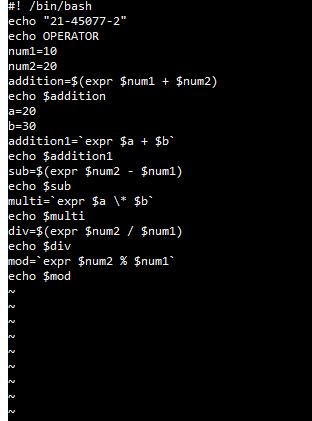 #! /bin/bash
echo "21-45077-2"
echo OPERATOR
num1=10
num2=20
addition=$(expr $num1 + $num2)
echo $addition
a=20
b=30
addition1=`expr $a + $b`
echo $addition1
sub=$(expr $num2 - $num1)
echo $sub
multi=`expr $a \* $b`
echo $multi
div=$(expr $num2 / $num1)
echo $div
mod=`expr $num2 % $num1`
echo $mod
~
~
~
~
~
~
~
~
~